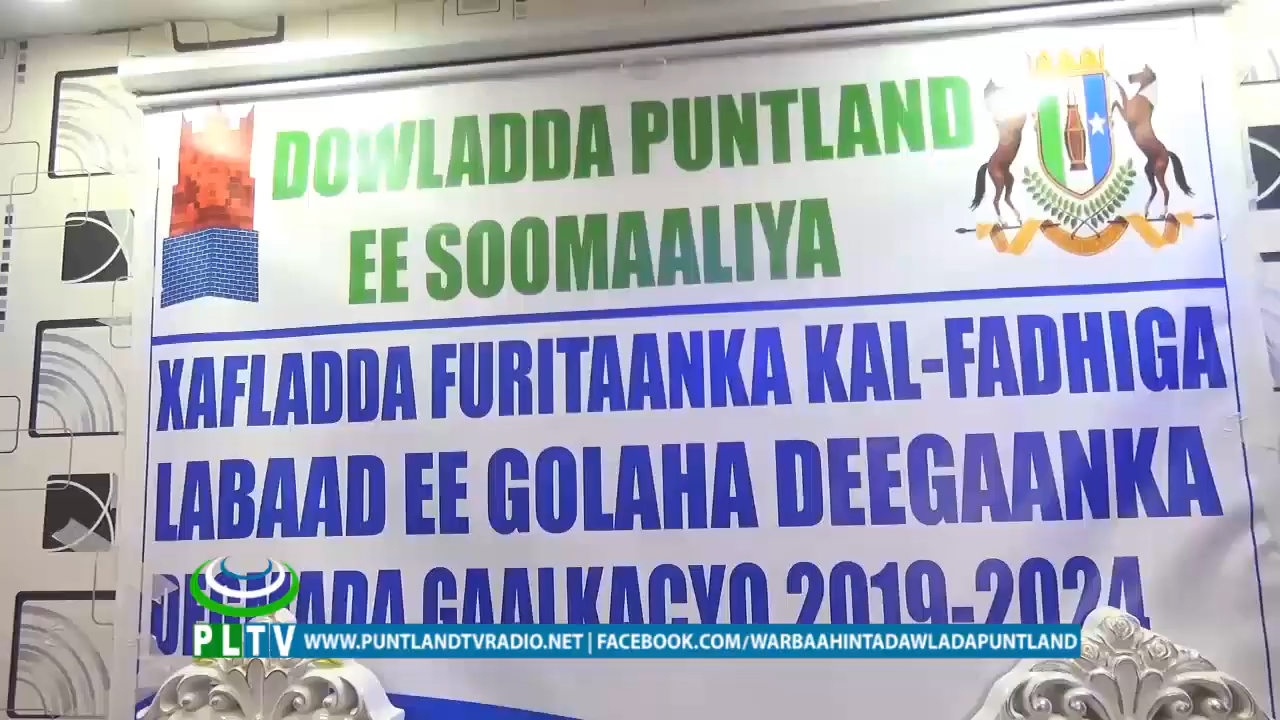 DOWLADDA PUNTLAND
EE SOOMAALIYA
XAFLADDA FURITAANKA KAL-FADHIGA
LABAAD EE GOLAHA DEEGAANKA
GAALKACYO 2019-2024
PLTV WWW.PUNTLANDTVRADIO.NET | FACEBOOK.COM/WARBAAHINTADAWLADAPUNTLAND